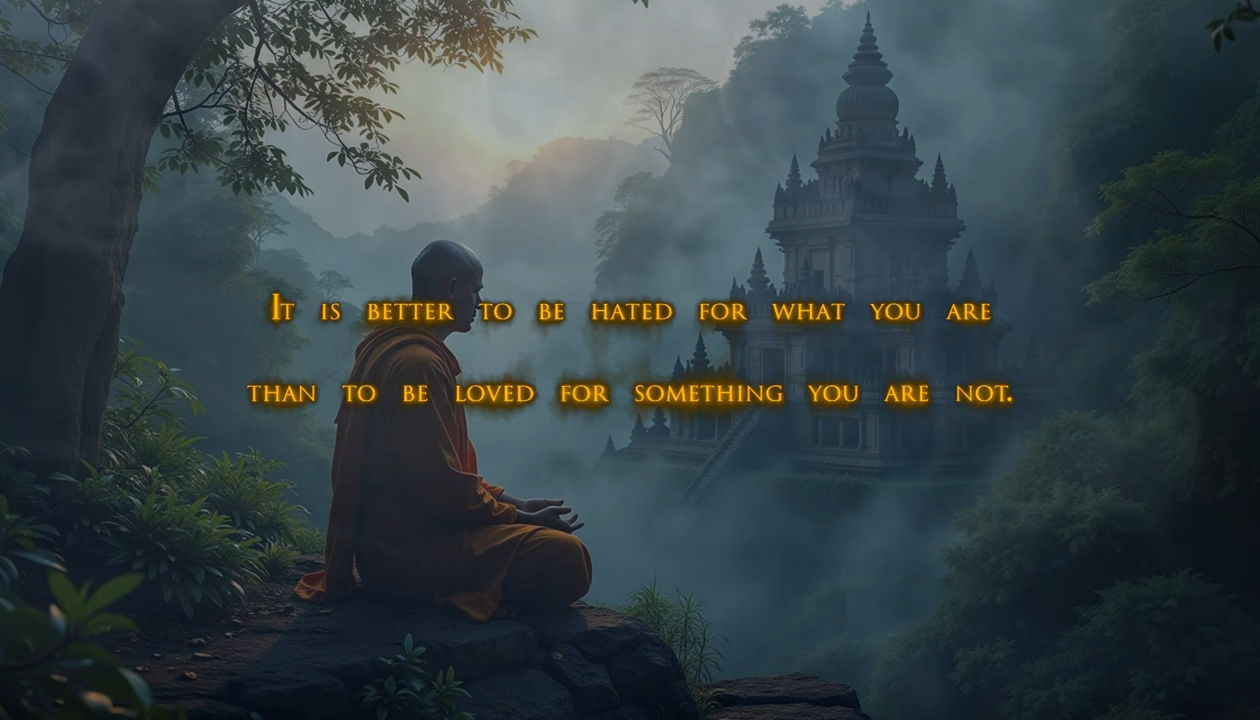 It is better to be hated for what you are
than to be loved for something you are not.